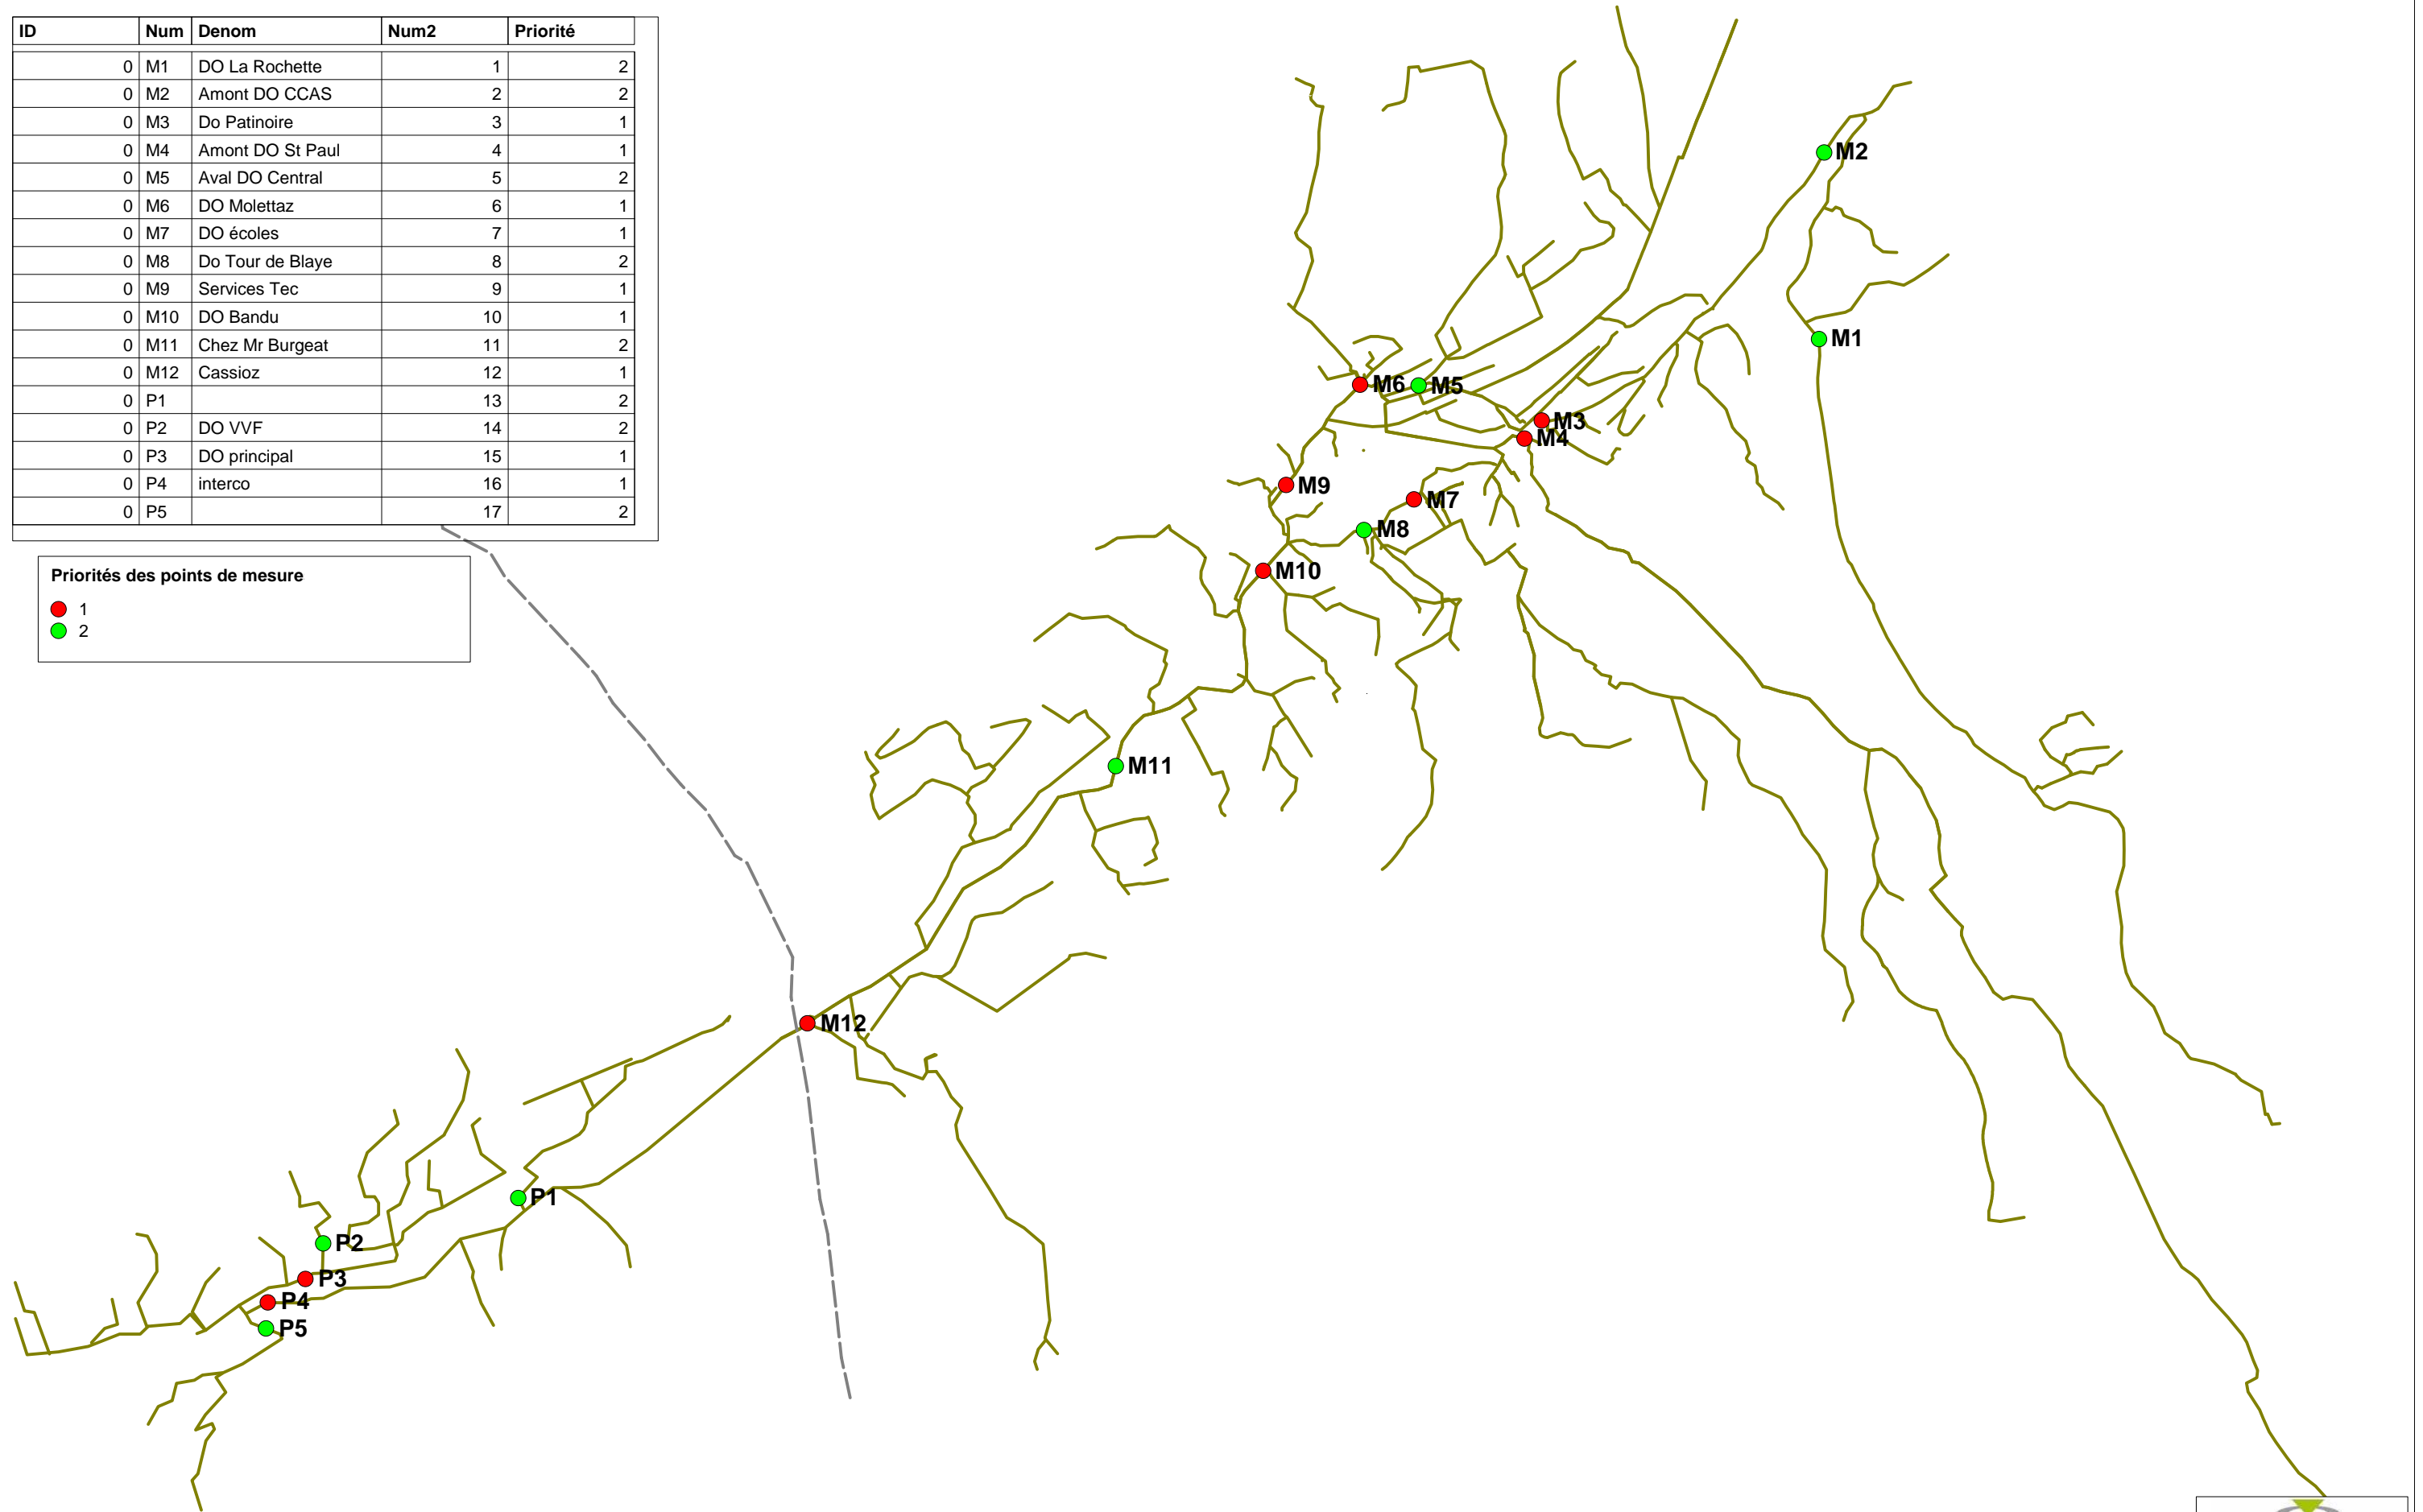 ID Num Denom Num2 Priorité
0 M1 DO La Rochette 1 2
0 M2 Amont DO CCAS 2 2
0 M3 Do Patinoire 3 1
0 M4 Amont DO St Paul 4 1
0 M5 Aval DO Central 5 2
0 M6 DO Molettaz 6 1
0 M7 DO écoles 7 1
0 M8 Do Tour de Blaye 8 2
0 M9 Services Tec 9 1
0 M10 DO Bandu 10 1
0 M11 Chez Mr Burgeat 11 2
0 M12 Cassioz 12 1
0 P1 13 2
0 P2 DO VVF 14 2
0 P3 DO principal 15 1
0 P4 interco 16 1
0 P5 17 2
Priorités des points de mesure
1
2
M2
M1
M6
M5
M3
M4
M9
M7
M8
M10
M11
M12
P1
P2
P3
P4
P5